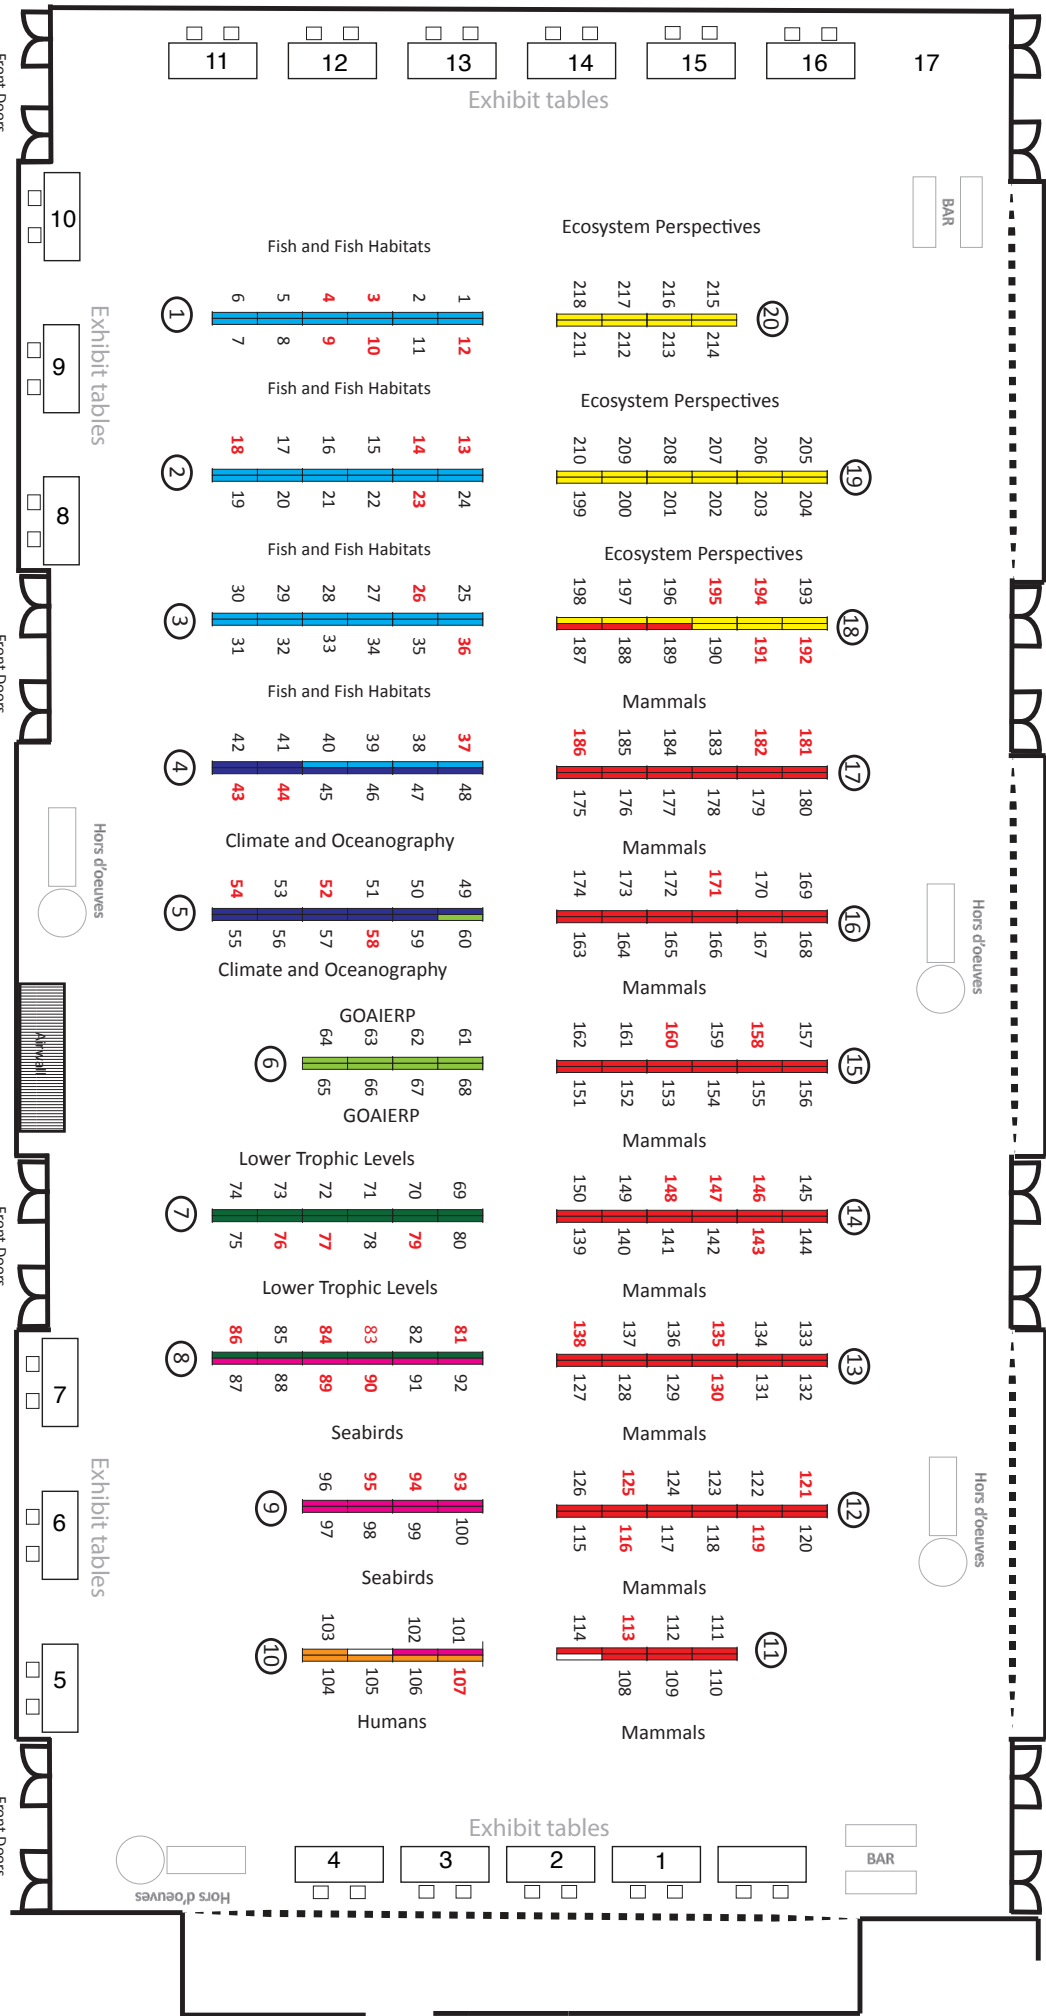 11 12 13 14 15 16 17
Exhibit tables
Front Doors
10
9
8
Exhibit tables
BAR
Fish and Fish Habitats
6 5 4 3 2 1
1
7 8 9 10 11 12
Fish and Fish Habitats
18 17 16 15 14 13
2
19 20 21 22 23 24
Fish and Fish Habitats
30 29 28 27 26 25
3
31 32 33 34 35 36
Fish and Fish Habitats
42 41 40 39 38 37
4
43 44 45 46 47 48
Climate and Oceanography
54 53 52 51 50 49
5
55 56 57 58 59 60
Climate and Oceanography
GOAIERP
64 63 62 61
6
65 66 67 68
GOAIERP
Lower Trophic Levels
74 73 72 71 70 69
7
75 76 77 78 79 80
Lower Trophic Levels
86 85 84 83 82 81
8
87 88 89 90 91 92
Seabirds
96 95 94 93
9
97 98 99 100
Seabirds
103 102 101
10
104 105 106 107
Humans
Ecosystem Perspectives
218 217 216 215
20
211 212 213 214
Ecosystem Perspectives
210 209 208 207 206 205
19
199 200 201 202 203 204
Ecosystem Perspectives
198 197 196 195 194 193
18
187 188 189 190 191 192
Mammals
186 185 184 183 182 181
17
175 176 177 178 179 180
Mammals
174 173 172 171 170 169
16
163 164 165 166 167 168
Mammals
162 161 160 159 158 157
15
151 152 153 154 155 156
Mammals
150 149 148 147 146 145
14
139 140 141 142 143 144
Mammals
138 137 136 135 134 133
13
127 128 129 130 131 132
Mammals
126 125 124 123 122 121
12
115 116 117 118 119 120
Mammals
114 113 112 111
11
108 109 110
Mammals
Front Doors
Hors d'oeuves
Airwall
Hors d'oeuves
Front Doors
7
6
5
Exhibit tables
Hors d'oeuves
Front Doors
Exhibit tables
4 3 2 1
BAR
Hors d'oeuves